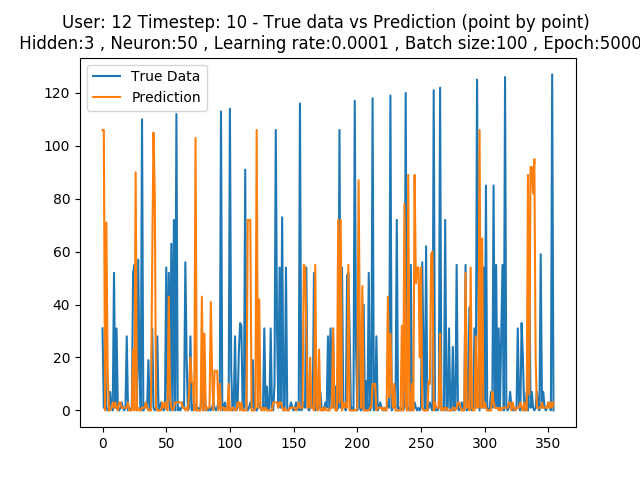 User: 12 Timestep: 10 - True data vs Prediction (point by point)
Hidden:3 , Neuron:50 , Learning rate:0.0001 , Batch size:100 , Epoch:5000
True Data
Prediction
120
100
80
60
40
20
0
0 50 100 150 200 250 300 350